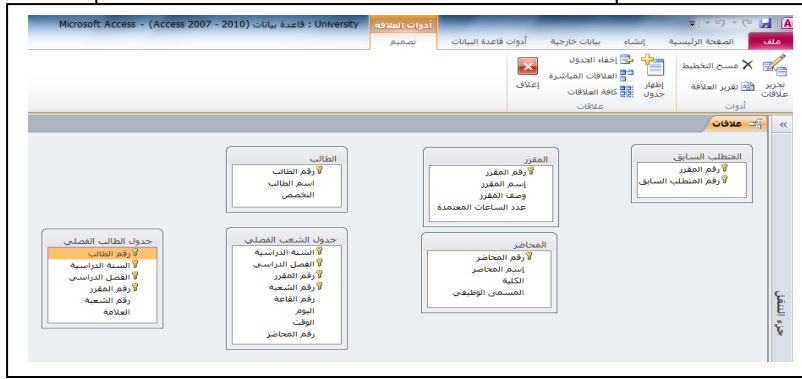 أدوات العلاقة
University : قاعدة بيانات (Access 2007 - 2010) - Microsoft Access
ملف
الصفحة الرئيسية
إنشاء
بيانات خارجية
أدوات قاعدة البيانات
تصميم
تحرير علاقات
مسح التخطيط
تقرير العلاقة
أدوات
إظهار جدول
إخفاء الجدول
العلاقات المباشرة
كافة العلاقات
علاقات
إغلاق
علاقات
جزء التنقل
المتطلب السابق
رقم المقرر
رقم المتطلب السابق
المقرر
رقم المقرر
إسم المقرر
وصف المقرر
عدد الساعات المعتمدة
الطالب
رقم الطالب
اسم الطالب
التخصص
المحاضر
رقم المحاضر
إسم المحاضر
الكلية
المسمى الوظيفي
جدول الشعب الفصلي
السنة الدراسية
الفصل الدراسي
رقم المقرر
رقم الشعبة
رقم القاعة
اليوم
الوقت
رقم المحاضر
جدول الطالب الفصلي
رقم الطالب
السنة الدراسية
الفصل الدراسي
رقم المقرر
رقم الشعبة
العلامة